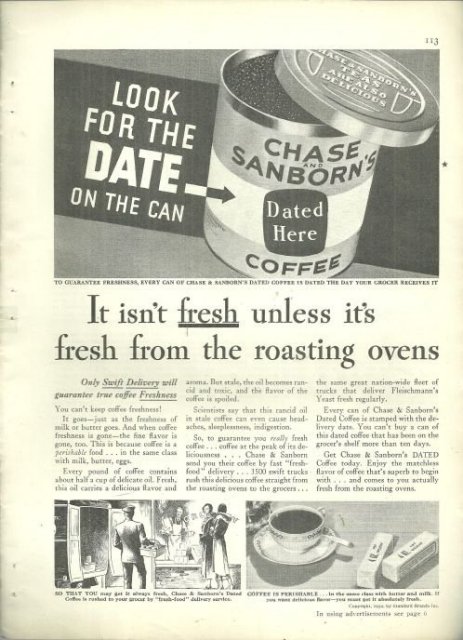 113
LOOK
FOR THE
DATE
ON THE CAN
CHASE & SANBORN'S
TEAS
ARE ALSO
DELICIOUS
CHASE
AND
SANBORN'S
Dated
Here
COFFEE
TO GUARANTEE FRESHNESS, EVERY CAN OF CHASE & SANBORN'S DATED COFFEE IS DATED THE DAY YOUR GROCER RECEIVES IT
It isn't fresh unless it's
fresh from the roasting ovens
Only Swift Delivery will
guarantee true coffee Freshness
You can't keep coffee freshness!
It goes—just as the freshness of
milk or butter goes. And when coffee
freshness is gone—the fine flavor is
gone, too. This is because coffee is a
perishable food . . . in the same class
with milk, butter, eggs.
Every pound of coffee contains
about half a cup of delicate oil. Fresh,
this oil carries a delicious flavor and
aroma. But stale, the oil becomes ran-
cid and toxic, and the flavor of the
coffee is spoiled.
Scientists say that this rancid oil
in stale coffee can even cause head-
aches, sleeplessness, indigestion.
So, to guarantee you really fresh
coffee . . . coffee at the peak of its de-
liciousness . . . Chase & Sanborn
send you their coffee by fast "fresh-
food" delivery . . . 1500 swift trucks
rush this delicious coffee straight from
the roasting ovens to the grocers . . .
the same great nation-wide fleet of
trucks that deliver Fleischmann's
Yeast fresh regularly.
Every can of Chase & Sanborn's
Dated Coffee is stamped with the de-
livery date. You can't buy a can of
this dated coffee that has been on the
grocer's shelf more than ten days.
Get Chase & Sanborn's DATED
Coffee today. Enjoy the matchless
flavor of coffee that's superb to begin
with . . . and comes to you actually
fresh from the roasting ovens.
SO THAT YOU may get it always fresh, Chase & Sanborn's Dated
Coffee is rushed to your grocer by "fresh-food" delivery service.
COFFEE IS PERISHABLE . . . in the same class with butter and milk. If
you want delicious flavor—you must get it absolutely fresh.
Copyright, by Standard Brands Inc.
In using advertisements see page 6